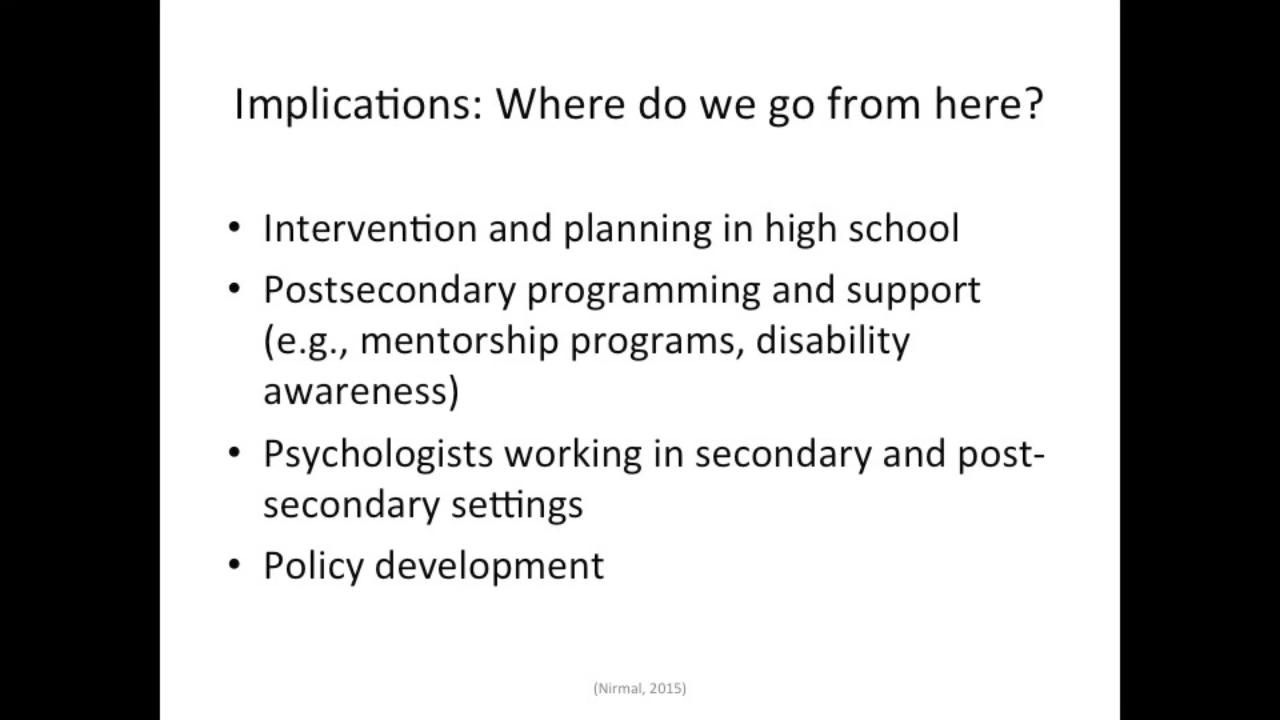 Implications: Where do we go from here?
• Intervention and planning in high school
• Postsecondary programming and support
(e.g., mentorship programs, disability
awareness)
• Psychologists working in secondary and post-
secondary settings
• Policy development
(Nirmal, 2015)